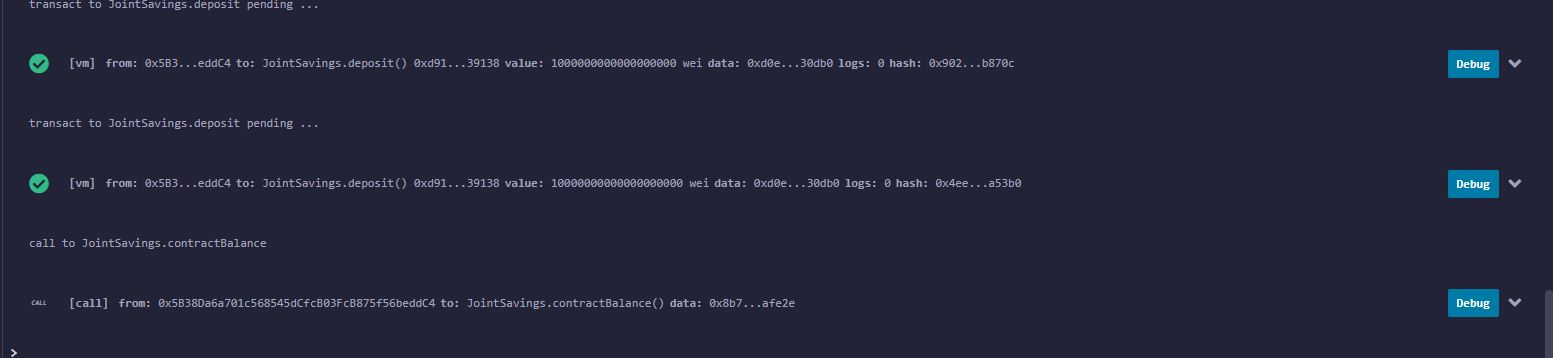 transact to JointSavings.deposit pending ...
[vm] from: 0x5B3...eddC4 to: JointSavings.deposit() 0xd91...39138 value: 1000000000000000000 wei data: 0xd0e...30db0 logs: 0 hash: 0x902...b870c Debug
transact to JointSavings.deposit pending ...
[vm] from: 0x5B3...eddC4 to: JointSavings.deposit() 0xd91...39138 value: 10000000000000000000 wei data: 0xd0e...30db0 logs: 0 hash: 0x4ee...a53b0 Debug
call to JointSavings.contractBalance
CALL [call] from: 0x5B38Da6a701c568545dCfcB03FcB875f56beddC4 to: JointSavings.contractBalance() data: 0x8b7...afe2e Debug
>